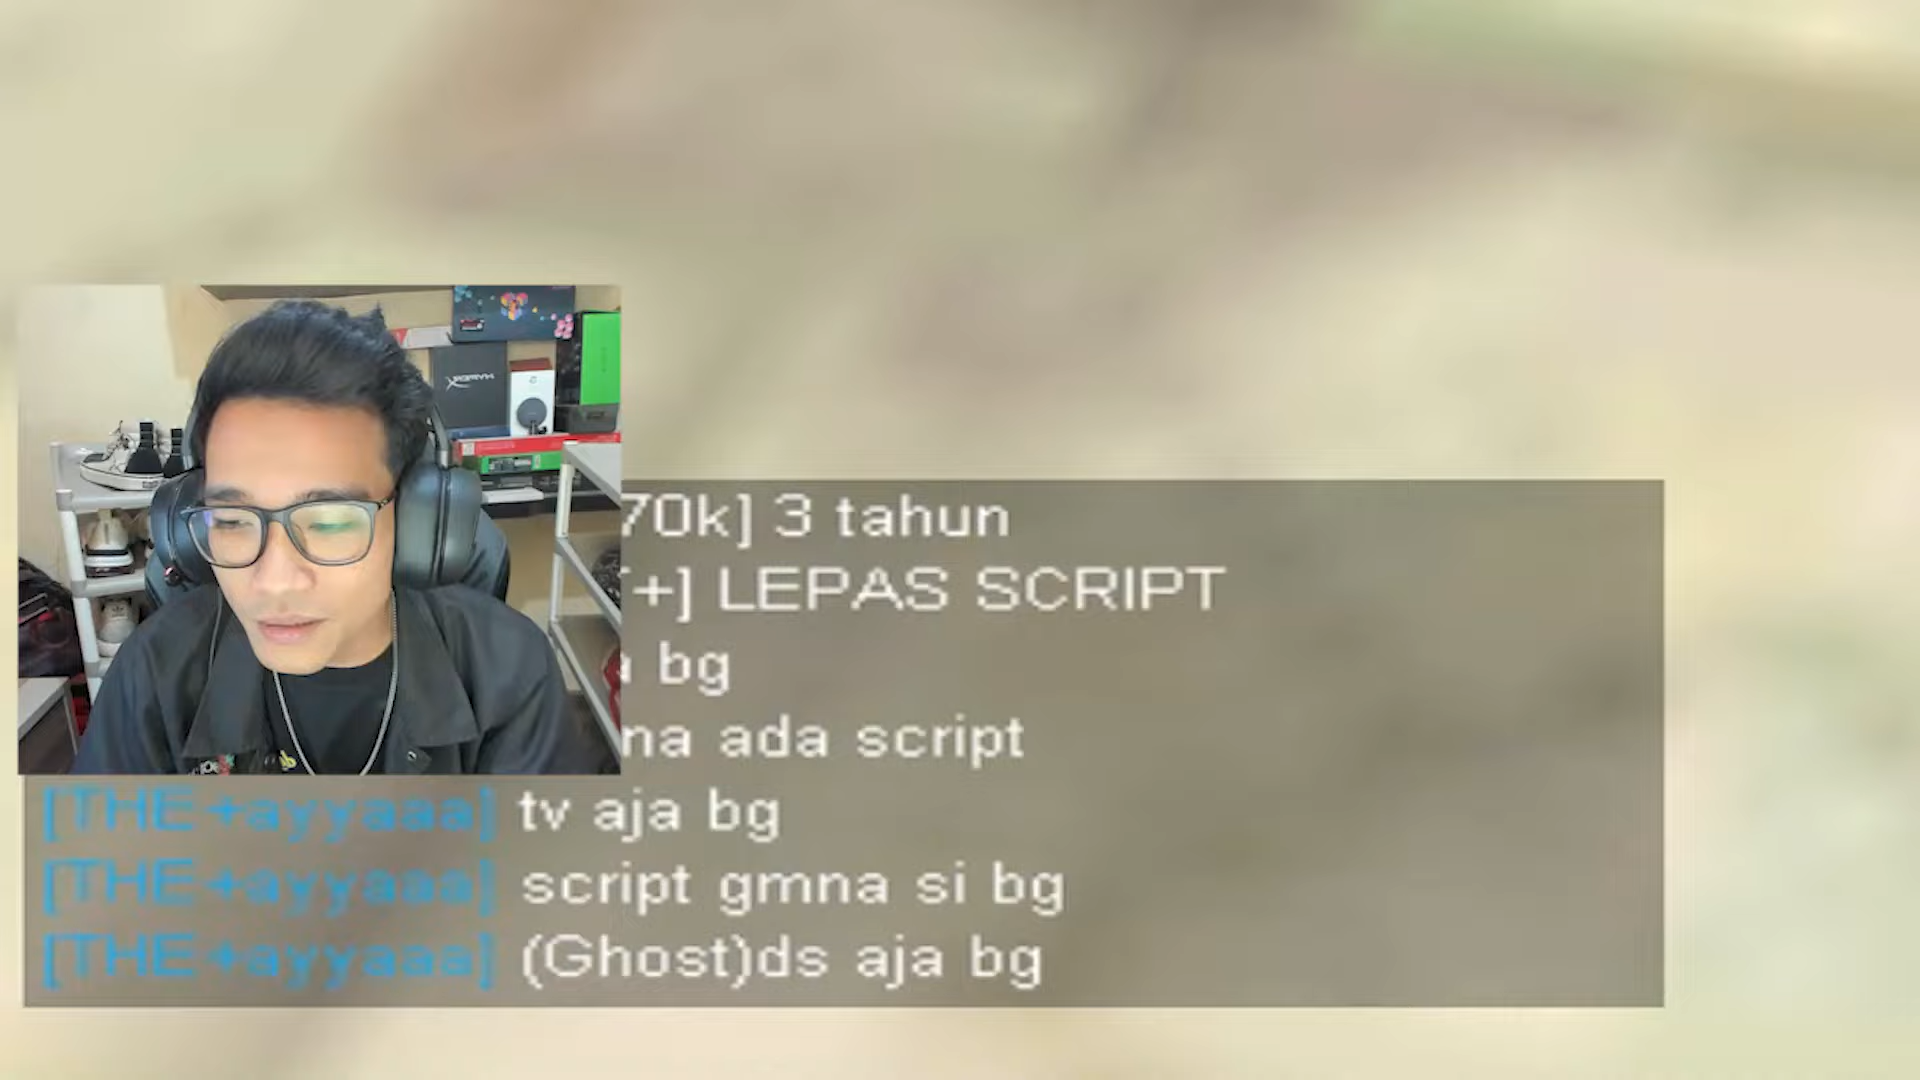 70k] 3 tahun
+] LEPAS SCRIPT
bg
na ada script
[THE+ayyaaa] tv aja bg
[THE+ayyaaa] script gmna si bg
[THE+ayyaaa] (Ghost)ds aja bg